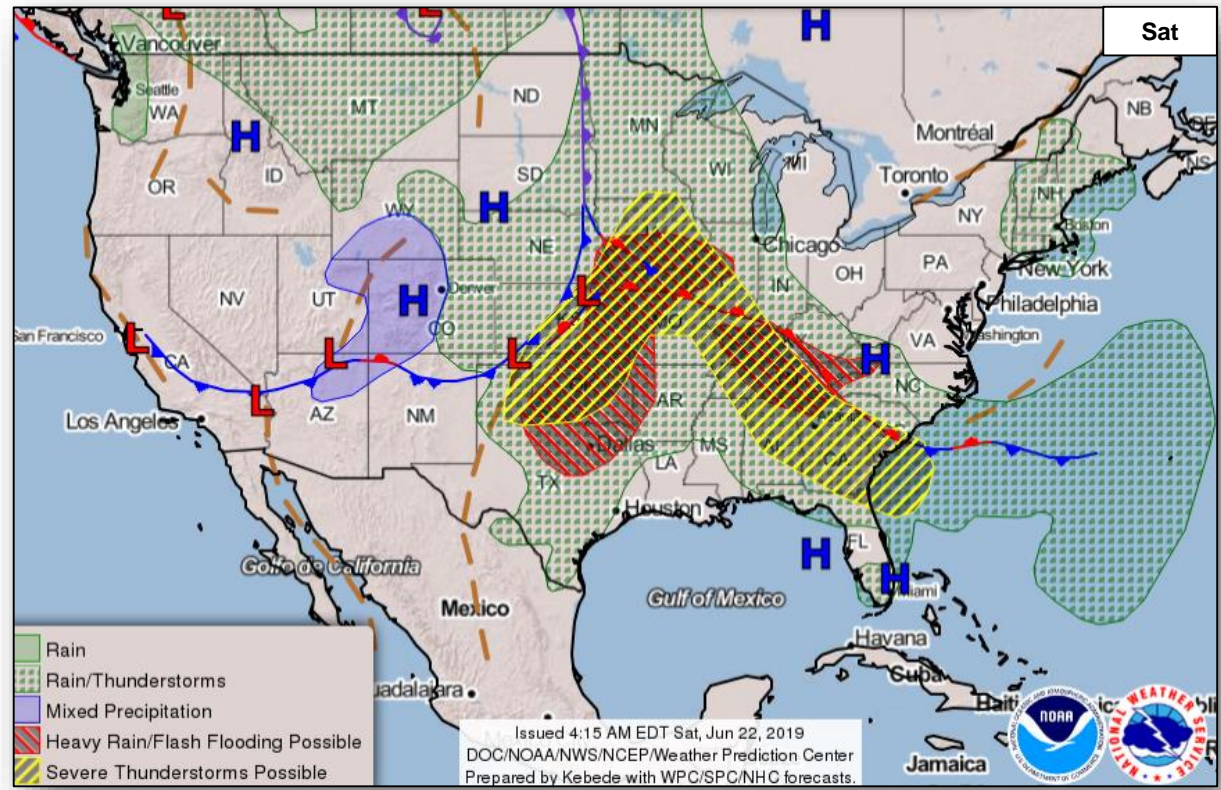 Sat
L
L
H
Vancouver
Seattle
WA
MT
ND
MN
Montréal
NB
H
OR
ID
SD
WI
MI
Toronto
NH
NS
WY
H
NE
NY
Boston
Chicago
NV
UT
H
Denver
CO
L
IN
OH
PA
New York
Philadelphia
San Francisco
L
CA
L
L
MO
H
VA
NC
Los Angeles
L
AZ
NM
AR
Dallas
MS
TX
LA
Houston
FL
H
H
Miami
Golfo de California
Mexico
Gulf of Mexico
Havana
Cuba
Jamaica
Rain
Rain/Thunderstorms
Mixed Precipitation
Heavy Rain/Flash Flooding Possible
Severe Thunderstorms Possible
Issued 4:15 AM EDT Sat, Jun 22, 2019
DOC/NOAA/NWS/NCEP/Weather Prediction Center
Prepared by Kebede with WPC/SPC/NHC forecasts.
NOAA
NATIONAL WEATHER SERVICE